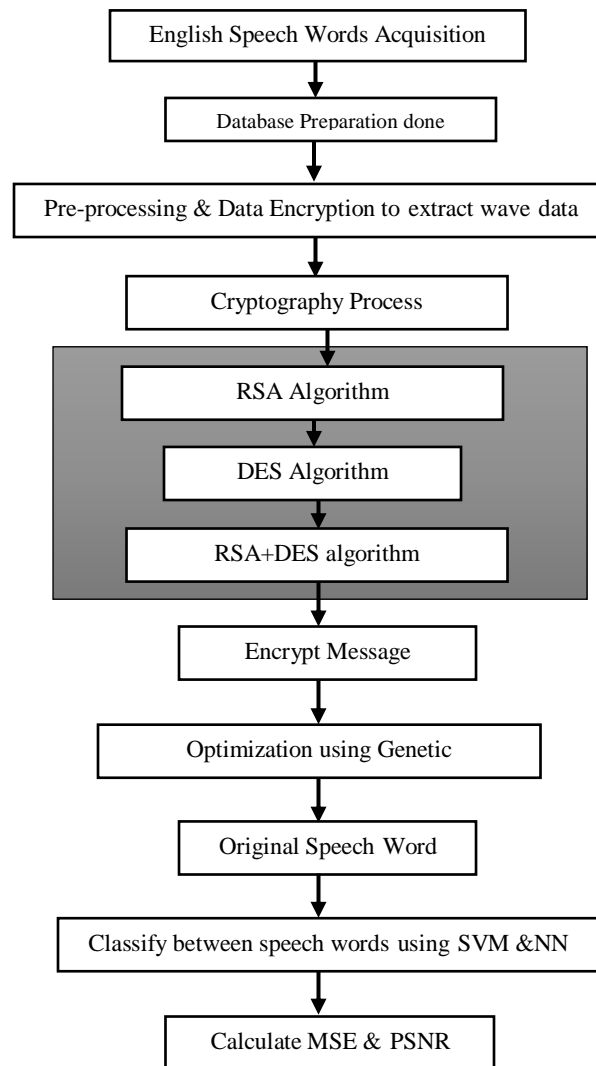 English Speech Words Acquisition
Database Preparation done
Pre-processing & Data Encryption to extract wave data
Cryptography Process
RSA Algorithm
DES Algorithm
RSA+DES algorithm
Encrypt Message
Optimization using Genetic
Original Speech Word
Classify between speech words using SVM &NN
Calculate MSE & PSNR